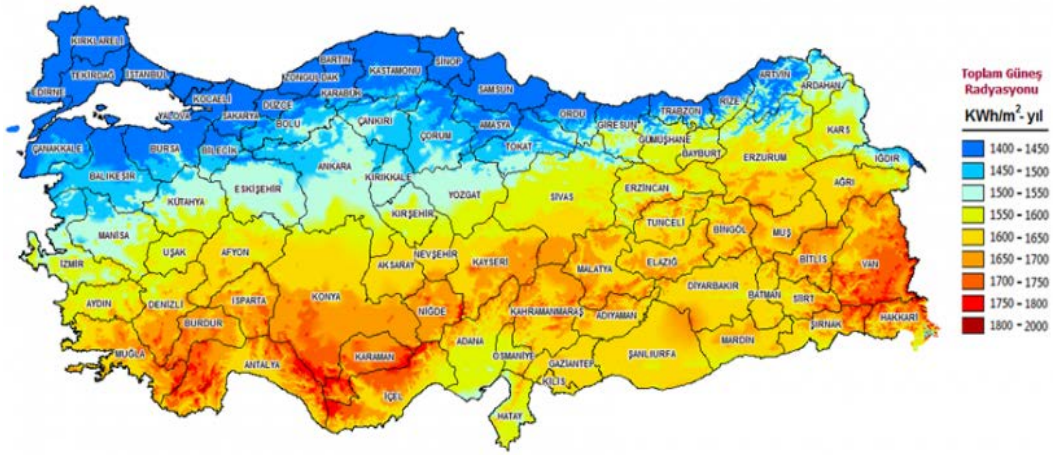 KIRKLARELİ
TEKİRDAĞ
İSTANBUL
EDİRNE
KOCAELİ
YALOVA
SAKARYA
DÜZCE
ZONGULDAK
BARTIN
KARABÜK
KASTAMONU
SİNOP
SAMSUN
ORDU
GİRESUN
TRABZON
RİZE
ARTVİN
ARDAHAN
ÇANAKKALE
BURSA
BİLECİK
BOLU
ÇANKIRI
ÇORUM
AMASYA
TOKAT
GÜMÜŞHANE
BAYBURT
ERZURUM
KARS
IĞDIR
BALIKESİR
KÜTAHYA
ESKİŞEHİR
ANKARA
KIRIKKALE
YOZGAT
SİVAS
ERZİNCAN
AĞRI
MANİSA
UŞAK
AFYON
KIRŞEHİR
NEVŞEHİR
KAYSERİ
TUNCELİ
BİNGÖL
MUŞ
İZMİR
AKSARAY
MALATYA
ELAZIĞ
BİTLİS
VAN
AYDIN
DENİZLİ
ISPARTA
KONYA
NİĞDE
KAHRAMANMARAŞ
ADIYAMAN
DİYARBAKIR
BATMAN
SİİRT
HAKKARİ
ŞIRNAK
MARDİN
BURDUR
MUĞLA
ANTALYA
KARAMAN
ADANA
OSMANİYE
GAZİANTEP
ŞANLIURFA
KİLİS
İÇEL
HATAY
Toplam Güneş
Radyasyonu
KWh/m²- yıl
1400 - 1450
1450 - 1500
1500 - 1550
1550 - 1600
1600 - 1650
1650 - 1700
1700 - 1750
1750 - 1800
1800 - 2000